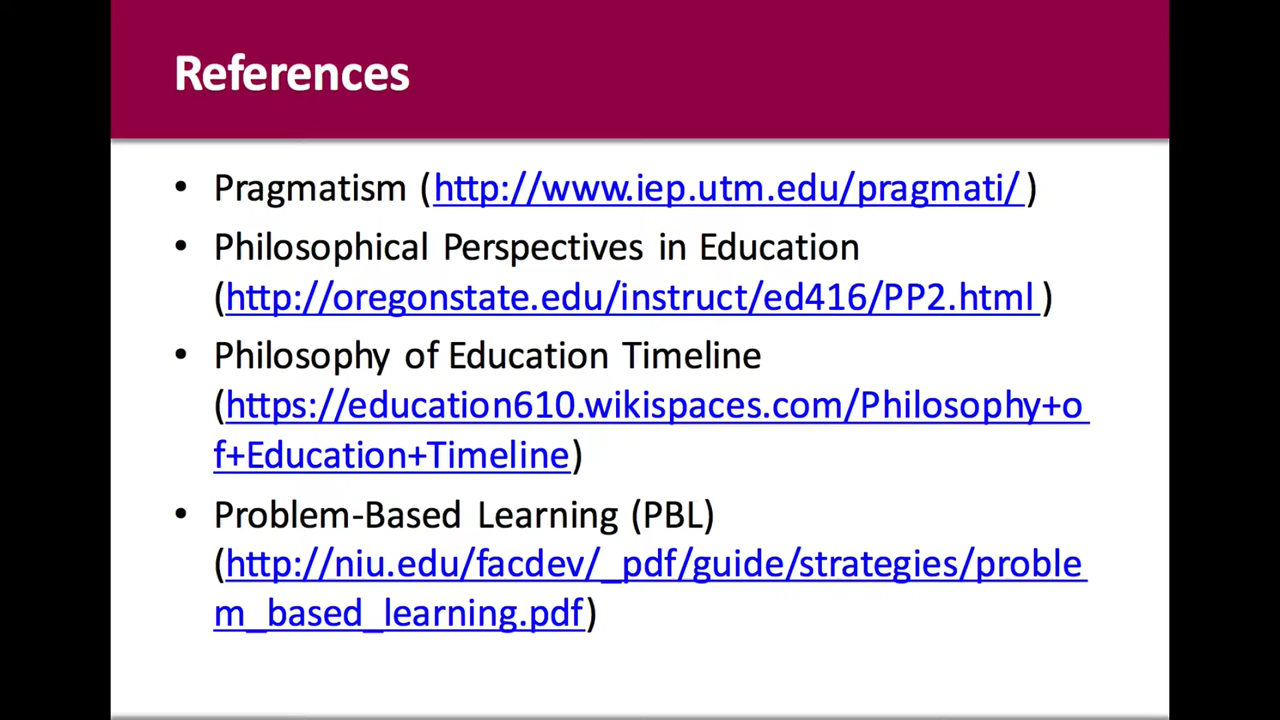 References
• Pragmatism (http://www.iep.utm.edu/pragmati/ )
• Philosophical Perspectives in Education
(http://oregonstate.edu/instruct/ed416/PP2.html )
• Philosophy of Education Timeline
(https://education610.wikispaces.com/Philosophy+o
f+Education+Timeline)
• Problem-Based Learning (PBL)
(http://niu.edu/facdev/_pdf/guide/strategies/proble
m_based_learning.pdf)